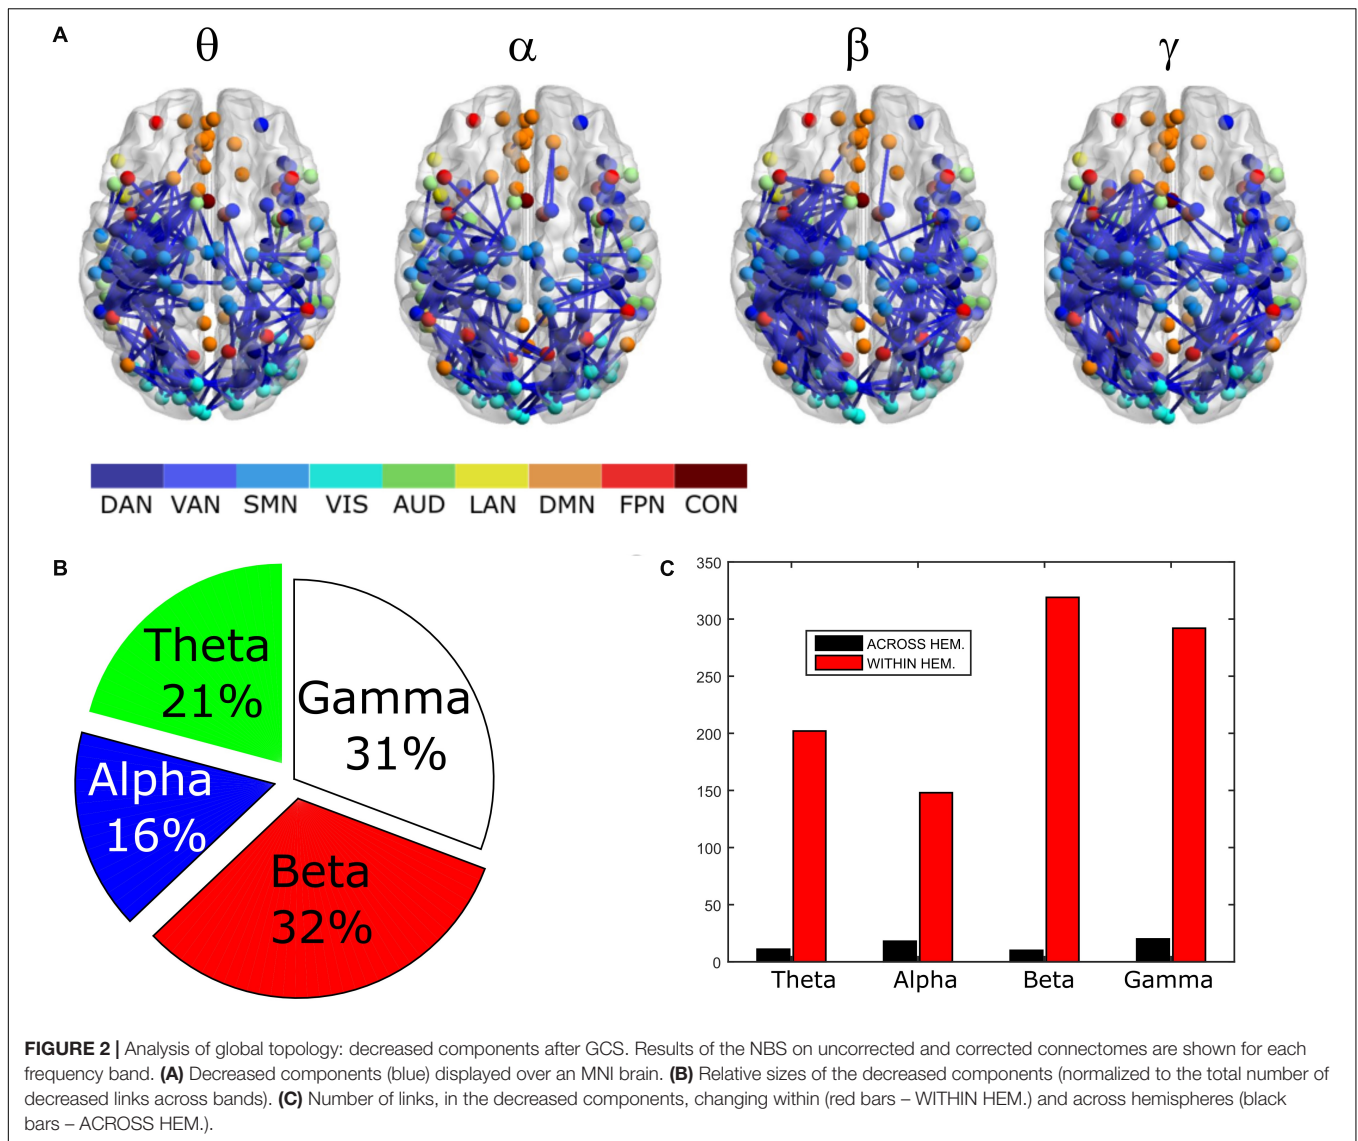 A
θ α β γ
DAN VAN SMN VIS AUD LAN DMN FPN CON
B
Theta
21%
Gamma
31%
Alpha
16%
Beta
32%
C
350
300
250
200
150
100
50
0
ACROSS HEM.
WITHIN HEM.
Theta Alpha Beta Gamma
FIGURE 2 | Analysis of global topology: decreased components after GCS. Results of the NBS on uncorrected and corrected connectomes are shown for each
frequency band. (A) Decreased components (blue) displayed over an MNI brain. (B) Relative sizes of the decreased components (normalized to the total number of
decreased links across bands). (C) Number of links, in the decreased components, changing within (red bars – WITHIN HEM.) and across hemispheres (black
bars – ACROSS HEM.).